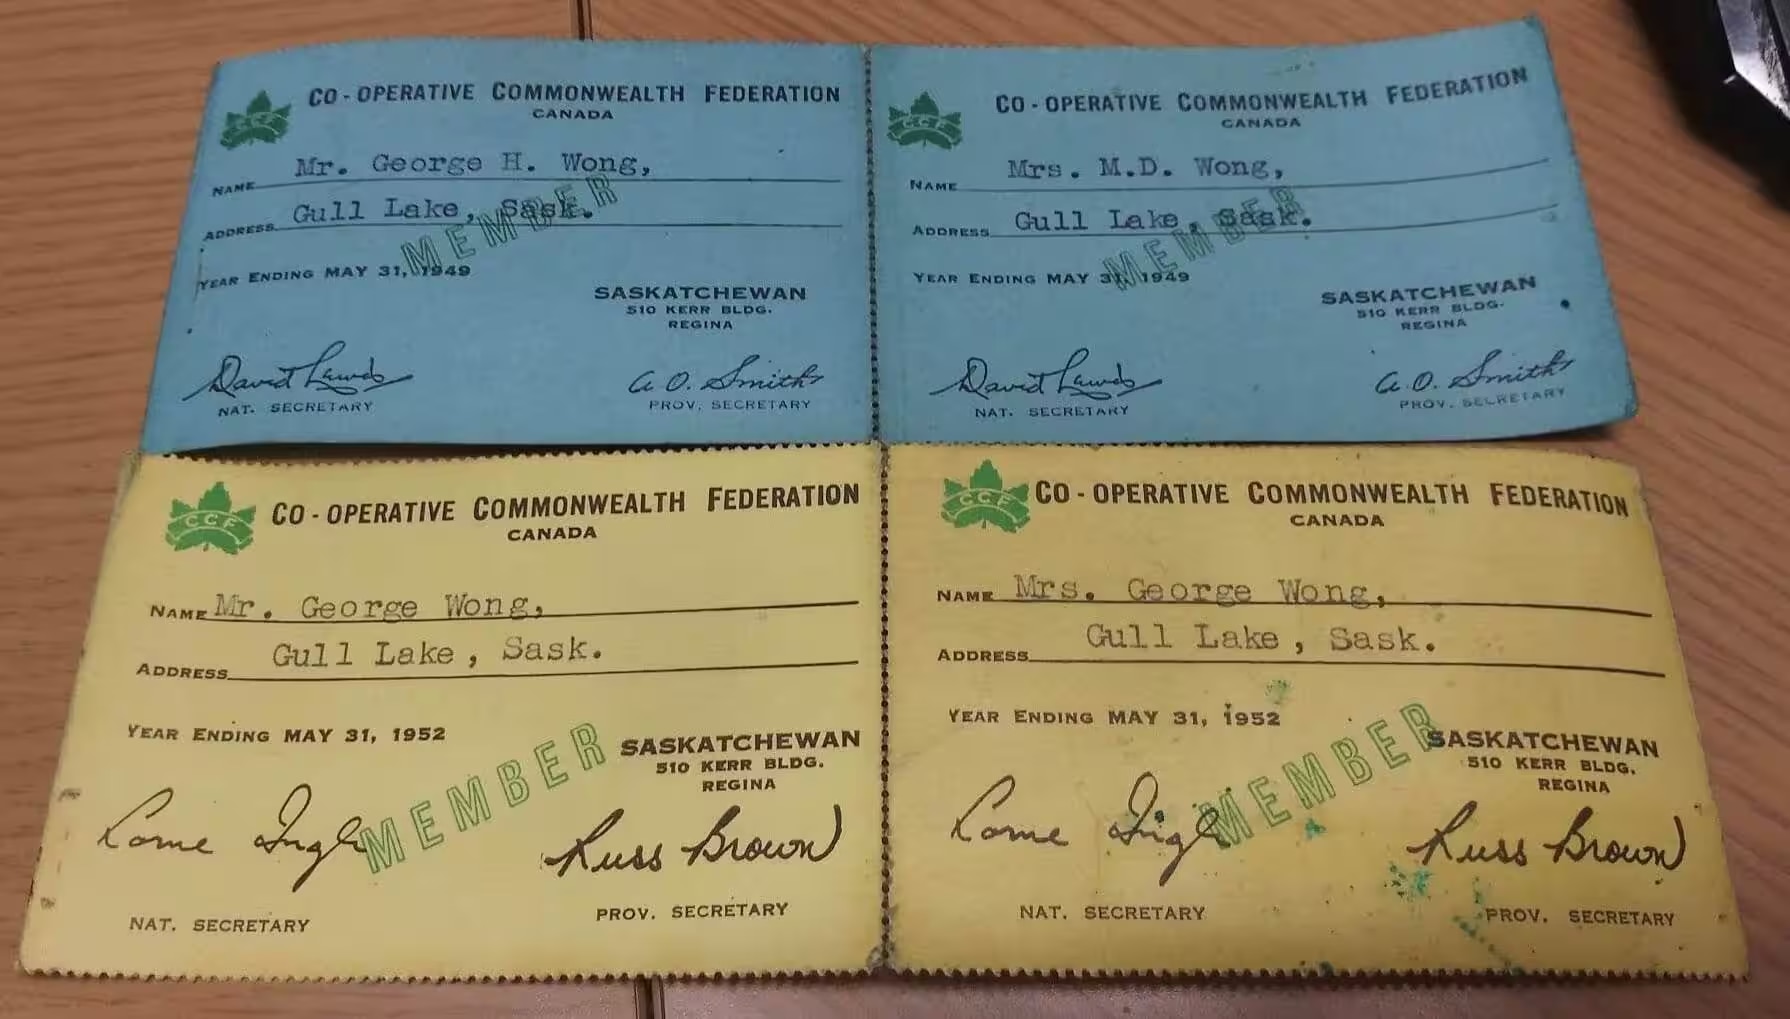 CO-OPERATIVE COMMONWEALTH FEDERATION
CANADA
CCF
NAME Mr. George H. Wong,
ADDRESS Gull Lake, Sask.
MEMBER
YEAR ENDING MAY 31, 1949
SASKATCHEWAN
510 KERR BLDG.
REGINA
David Lewis A.O. Smith
NAT. SECRETARY PROV. SECRETARY
CO-OPERATIVE COMMONWEALTH FEDERATION
CANADA
CCF
NAME Mrs. M.D. Wong,
ADDRESS Gull Lake, Sask.
MEMBER
YEAR ENDING MAY 31, 1949
SASKATCHEWAN
510 KERR BLDG.
REGINA
David Lewis A.O. Smith
NAT. SECRETARY PROV. SECRETARY
CO-OPERATIVE COMMONWEALTH FEDERATION
CANADA
CCF
NAME Mr. George Wong,
ADDRESS Gull Lake, Sask.
YEAR ENDING MAY 31, 1952
MEMBER
SASKATCHEWAN
510 KERR BLDG.
REGINA
Lorne Ingle Russ Brown
NAT. SECRETARY PROV. SECRETARY
CO-OPERATIVE COMMONWEALTH FEDERATION
CANADA
CCF
NAME Mrs. George Wong,
ADDRESS Gull Lake, Sask.
YEAR ENDING MAY 31, 1952
MEMBER
SASKATCHEWAN
510 KERR BLDG.
REGINA
Lorne Ingle Russ Brown
NAT. SECRETARY PROV. SECRETARY